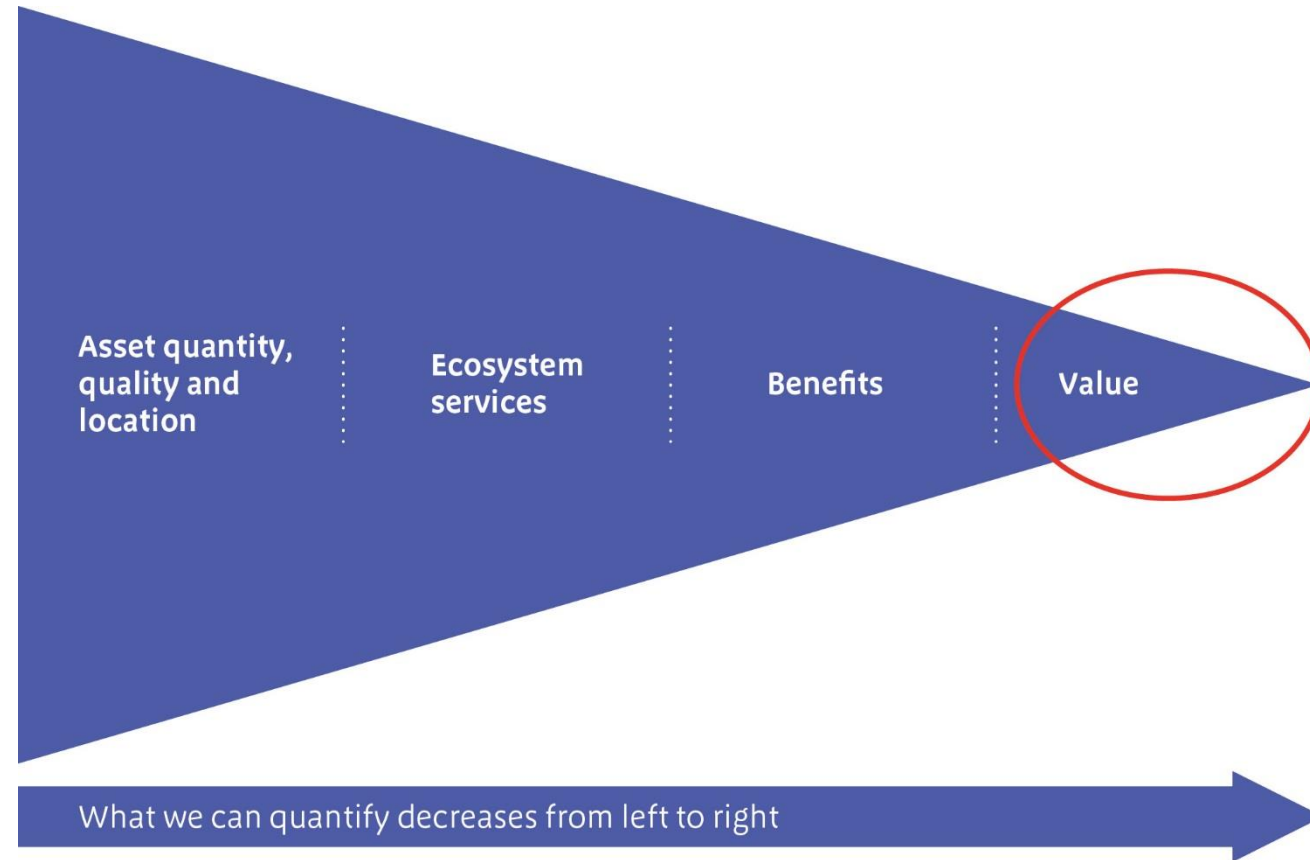 Asset quantity,
quality and
location
Ecosystem
services
Benefits
Value
What we can quantify decreases from left to right